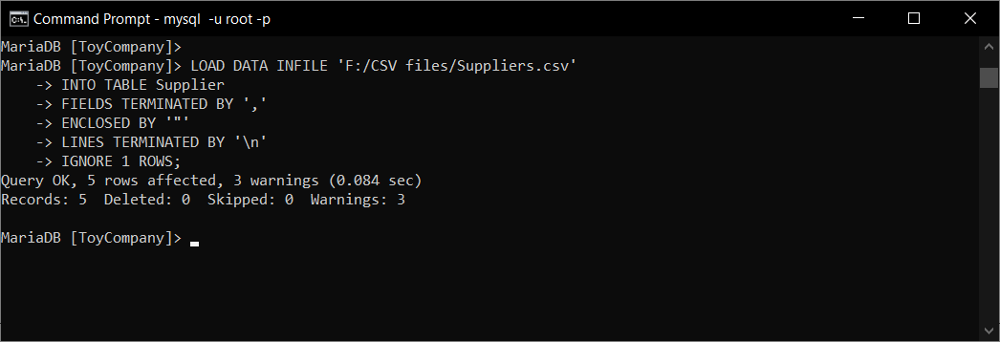 Command Prompt - mysql  -u root -p
MariaDB [ToyCompany]>
MariaDB [ToyCompany]> LOAD DATA INFILE 'F:/CSV files/Suppliers.csv'
    -> INTO TABLE Supplier
    -> FIELDS TERMINATED BY ','
    -> ENCLOSED BY '"'
    -> LINES TERMINATED BY '\n'
    -> IGNORE 1 ROWS;
Query OK, 5 rows affected, 3 warnings (0.084 sec)
Records: 5  Deleted: 0  Skipped: 0  Warnings: 3
MariaDB [ToyCompany]>